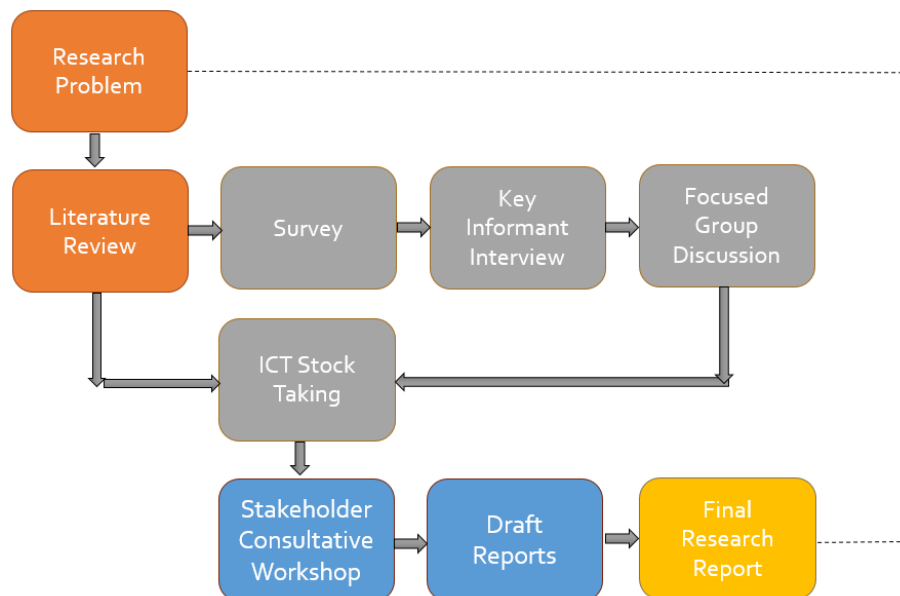 Research
Problem
Literature
Review
Survey
Key
Informant
Interview
Focused
Group
Discussion
ICT Stock
Taking
Stakeholder
Consultative
Workshop
Draft
Reports
Final
Research
Report